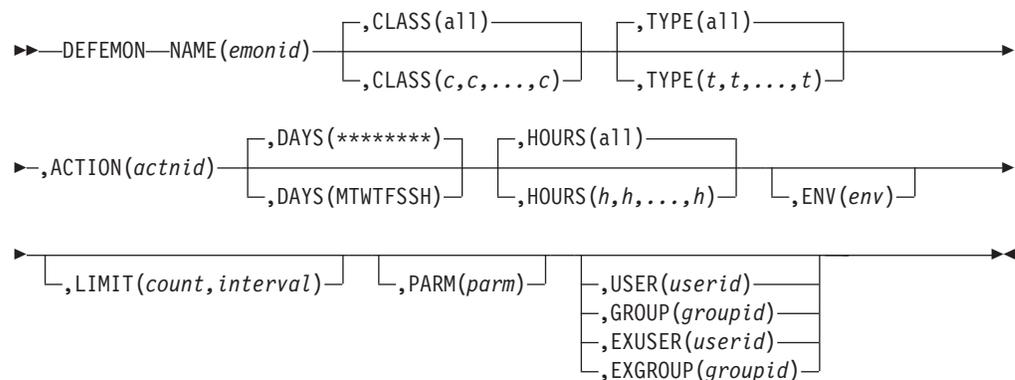 ,CLASS(all) ,TYPE(all)
DEFEMON NAME(emonid)
,CLASS(c,c,...,c) ,TYPE(t,t,...,t)
,DAYS(********) ,HOURS(all)
,ACTION(actnid)
,DAYS(MTWTFSSH) ,HOURS(h,h,...,h) ,ENV(env)
,LIMIT(count,interval) ,PARM(parm) ,USER(userid)
,GROUP(groupid)
,EXUSER(userid)
,EXGROUP(groupid)